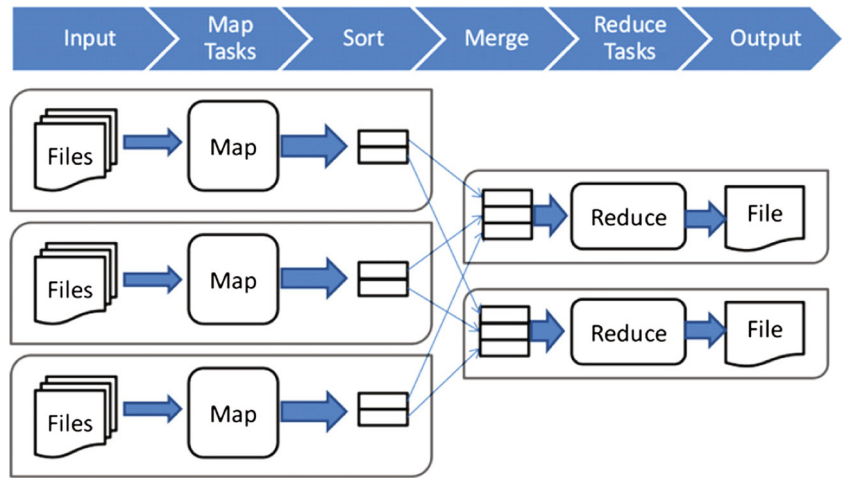 Input
Map
Tasks
Sort
Merge
Reduce
Tasks
Output
Files
Map
Files
Map
Files
Map
Reduce
File
Reduce
File